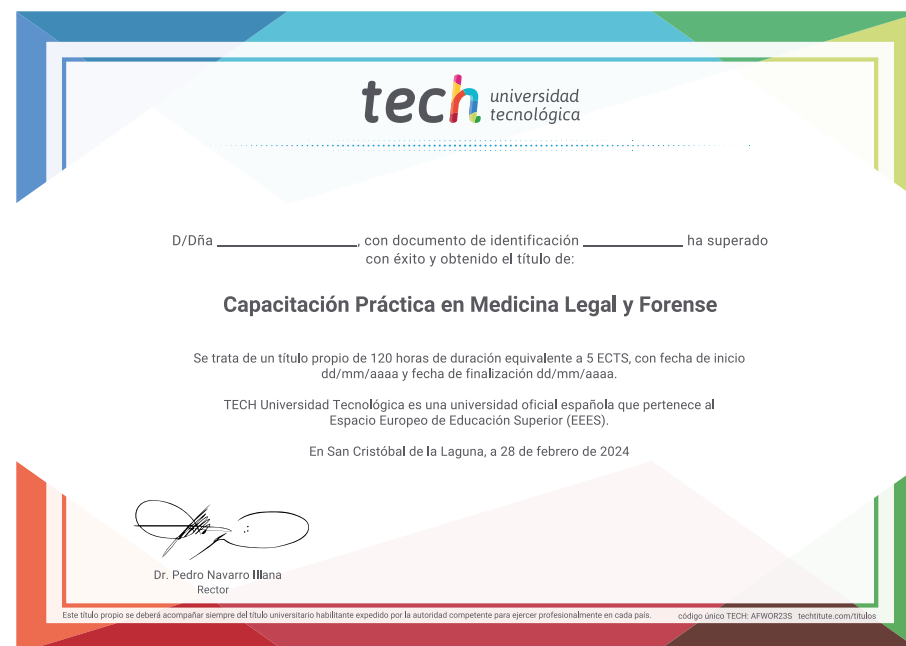 tech universidad
tecnológica
D/Dña ____________________, con documento de identificación ______________ ha superado
con éxito y obtenido el título de:
Capacitación Práctica en Medicina Legal y Forense
Se trata de un título propio de 120 horas de duración equivalente a 5 ECTS, con fecha de inicio
dd/mm/aaaa y fecha de finalización dd/mm/aaaa.
TECH Universidad Tecnológica es una universidad oficial española que pertenece al
Espacio Europeo de Educación Superior (EEES).
En San Cristóbal de la Laguna, a 28 de febrero de 2024
Dr. Pedro Navarro Illana
Rector
Este título propio se deberá acompañar siempre del título universitario habilitante expedido por la autoridad competente para ejercer profesionalmente en cada país. código único TECH: AFWOR23S techtitute.com/titulos